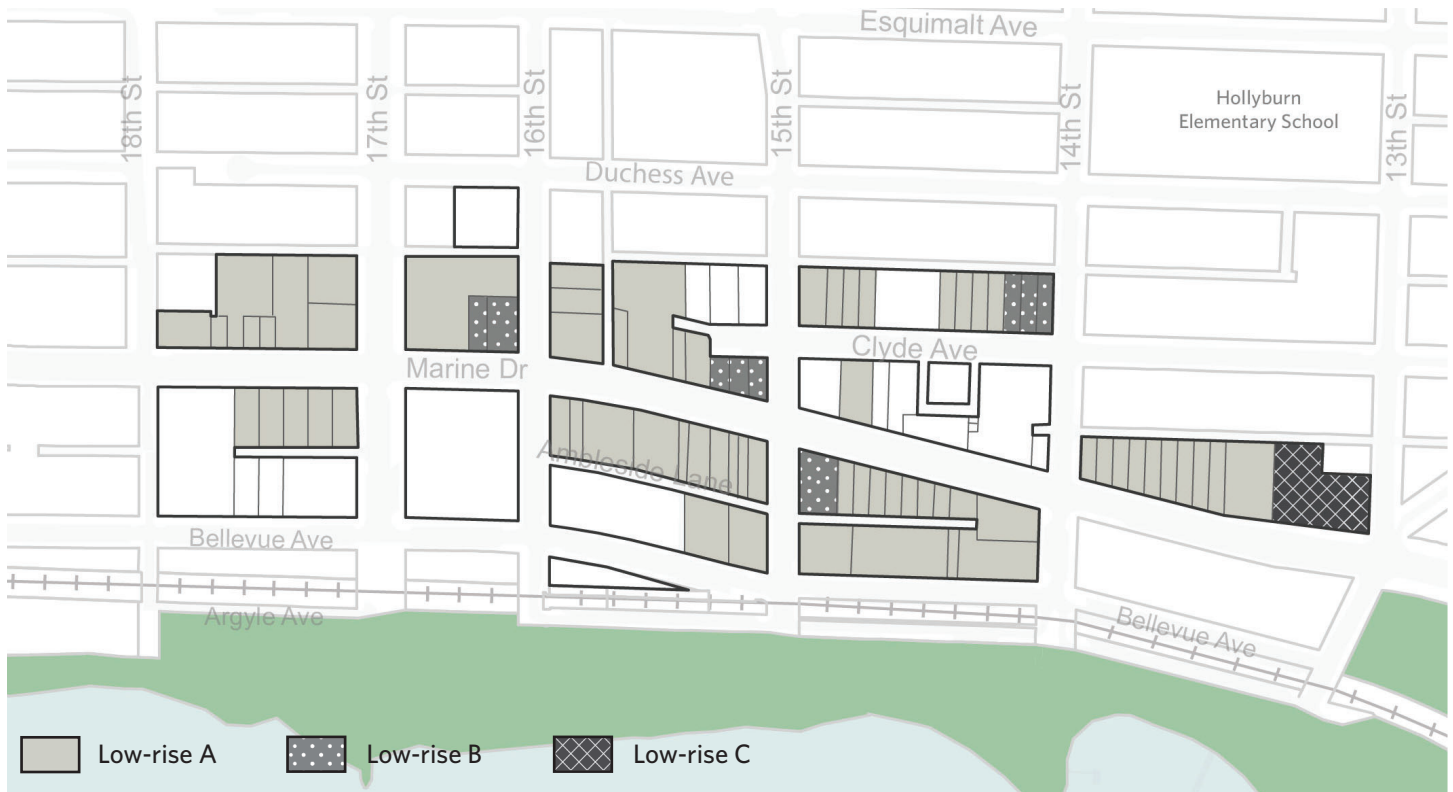 Esquimalt Ave
18th St
17th St
16th St
15th St
14th St
13th St
Hollyburn
Elementary School
Duchess Ave
Clyde Ave
Marine Dr
Ambleside Lane
Bellevue Ave
Argyle Ave
Bellevue Ave
Low-rise A
Low-rise B
Low-rise C